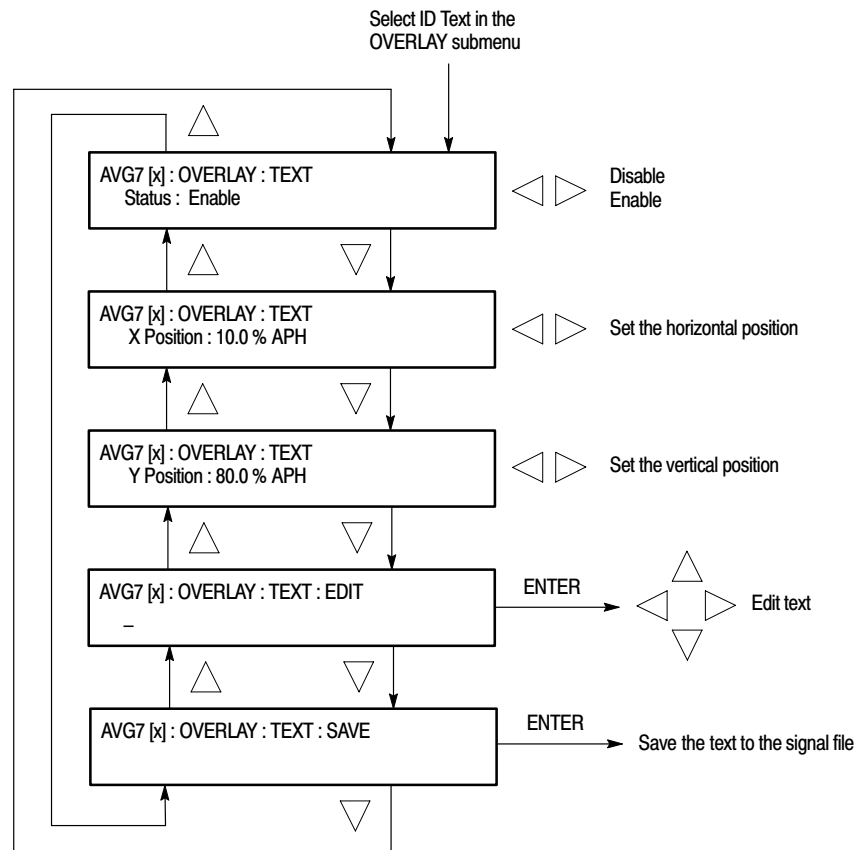 Select ID Text in the
OVERLAY submenu
AVG7 [x] : OVERLAY : TEXT
Status : Enable
Disable
Enable
AVG7 [x] : OVERLAY : TEXT
X Position : 10.0 % APH
Set the horizontal position
AVG7 [x] : OVERLAY : TEXT
Y Position : 80.0 % APH
Set the vertical position
AVG7 [x] : OVERLAY : TEXT : EDIT
_
ENTER
Edit text
AVG7 [x] : OVERLAY : TEXT : SAVE
ENTER
Save the text to the signal file